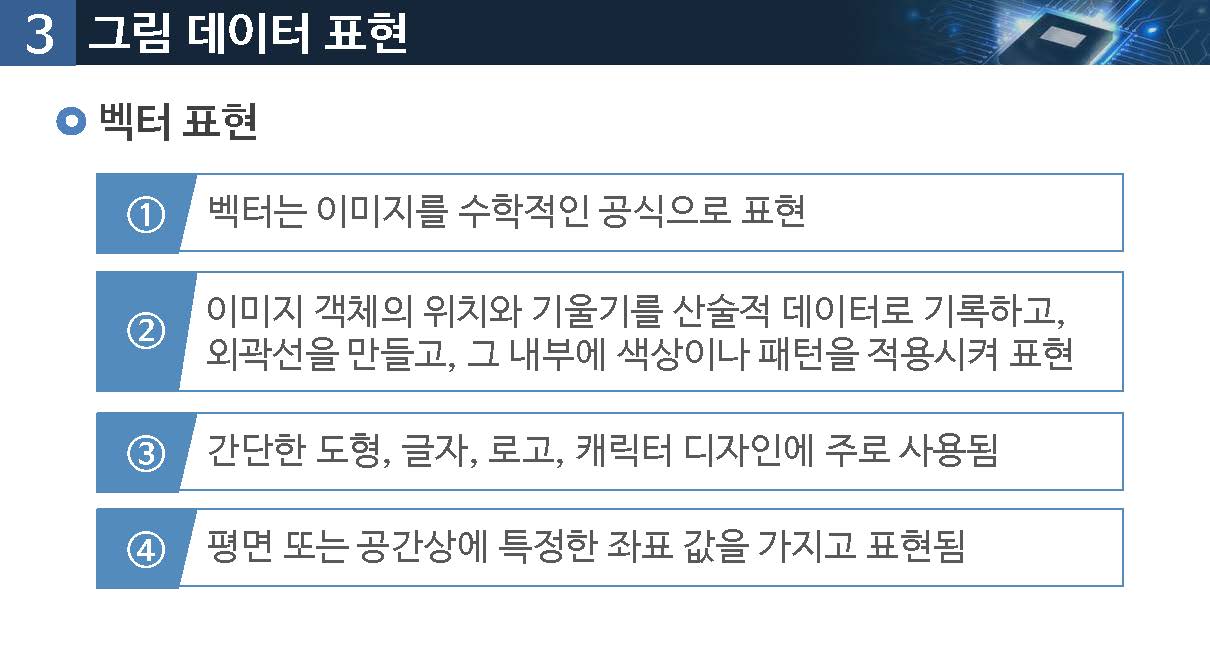 3 그림 데이터 표현
벡터 표현
① 벡터는 이미지를 수학적인 공식으로 표현
② 이미지 객체의 위치와 기울기를 산술적 데이터로 기록하고,
외곽선을 만들고, 그 내부에 색상이나 패턴을 적용시켜 표현
③ 간단한 도형, 글자, 로고, 캐릭터 디자인에 주로 사용됨
④ 평면 또는 공간상에 특정한 좌표 값을 가지고 표현됨